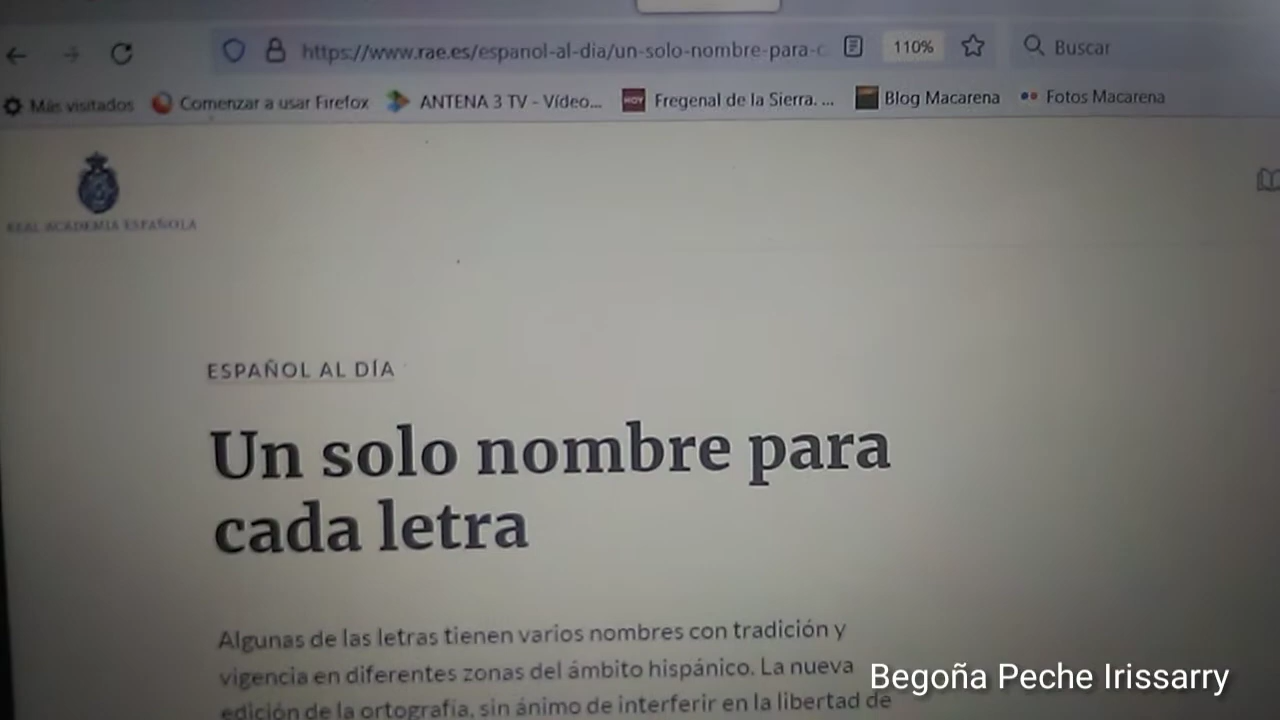 https://www.rae.es/espanol-al-dia/un-solo-nombre-para-c
110%
Buscar
Más visitados
Comenzar a usar Firefox
ANTENA 3 TV - Vídeo...
HOY
Fregenal de la Sierra. ...
Blog Macarena
Fotos Macarena
REAL ACADEMIA ESPAÑOLA
ESPAÑOL AL DÍA
Un solo nombre para
cada letra
Algunas de las letras tienen varios nombres con tradición y
vigencia en diferentes zonas del ámbito hispánico. La nueva
edición de la ortografía, sin ánimo de interferir en la libertad de
Begoña Peche Irissarry